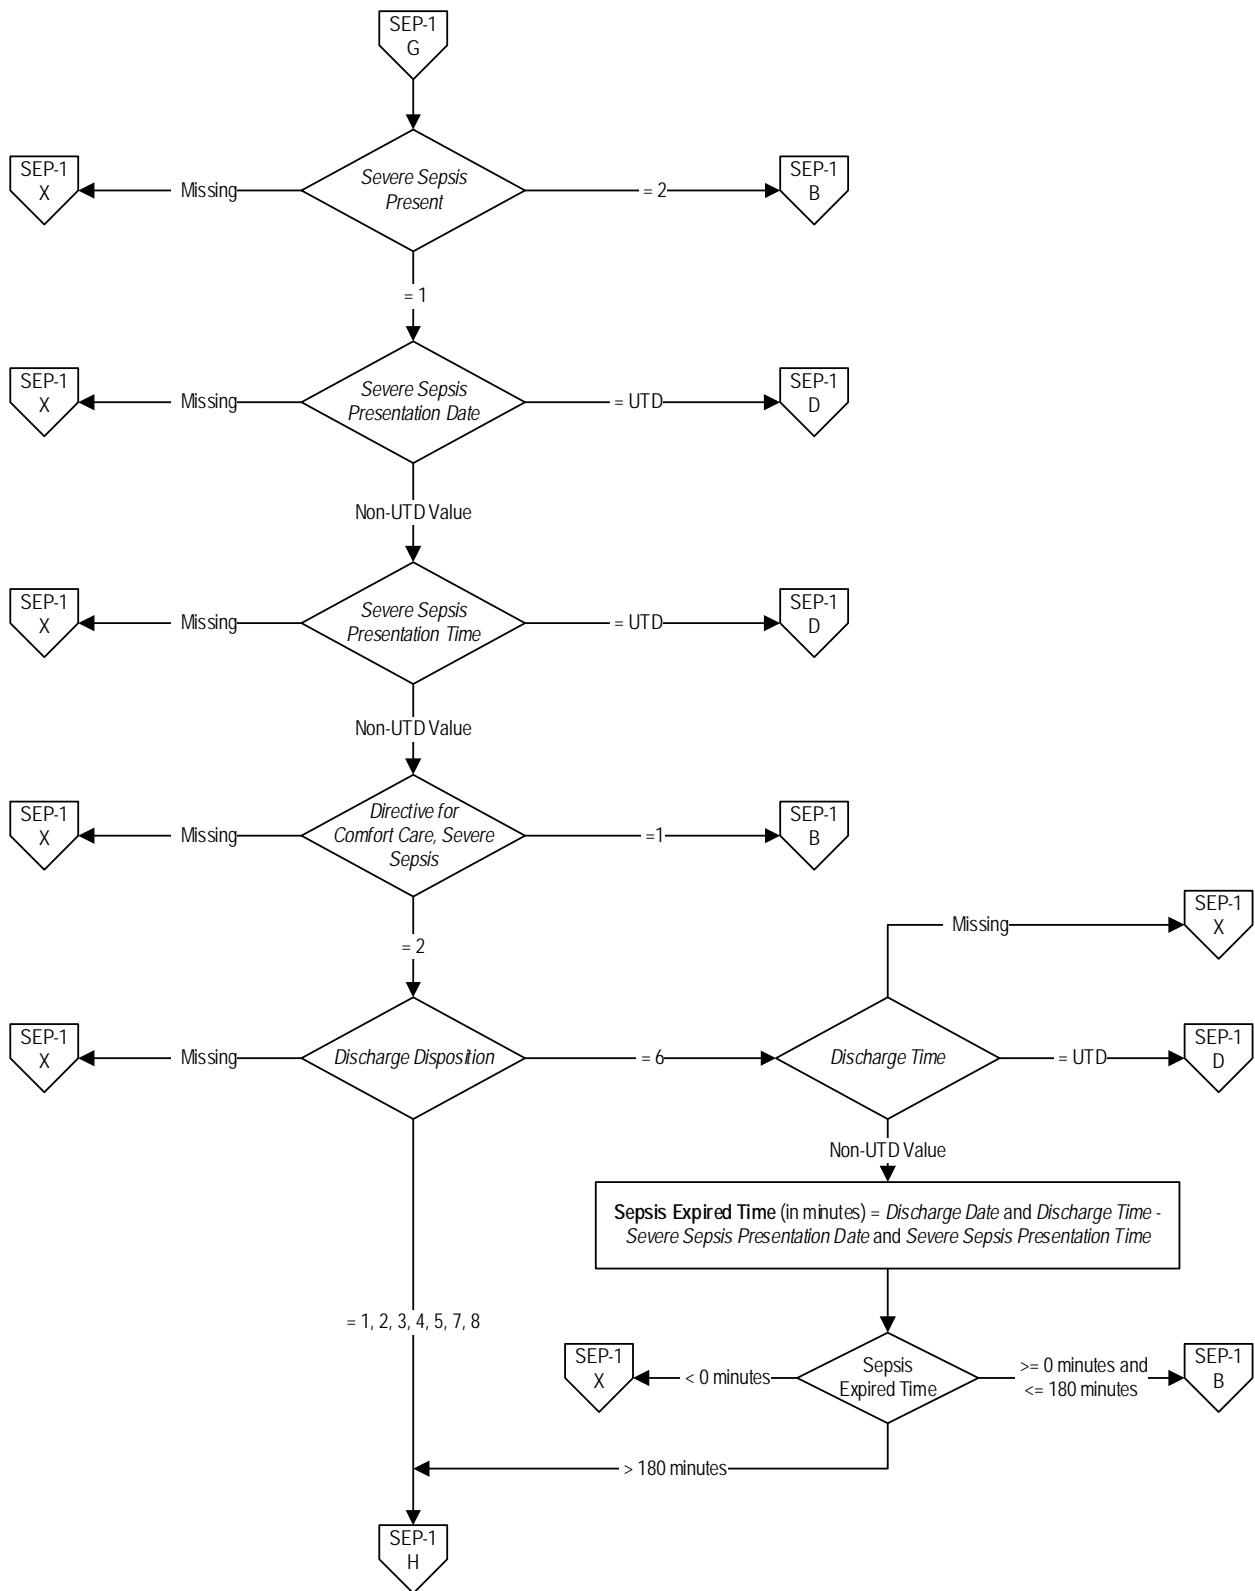 SEP-1
G
SEP-1
X
Missing
Severe Sepsis
Present
= 2
SEP-1
B
= 1
SEP-1
X
Missing
Severe Sepsis
Presentation Date
= UTD
SEP-1
D
Non-UTD Value
SEP-1
X
Missing
Severe Sepsis
Presentation Time
= UTD
SEP-1
D
Non-UTD Value
SEP-1
X
Missing
Directive for
Comfort Care, Severe
Sepsis
=1
SEP-1
B
= 2
Missing
SEP-1
X
SEP-1
X
Missing
Discharge Disposition
= 6
Discharge Time
= UTD
SEP-1
D
Non-UTD Value
Sepsis Expired Time (in minutes) = Discharge Date and Discharge Time -
Severe Sepsis Presentation Date and Severe Sepsis Presentation Time
= 1, 2, 3, 4, 5, 7, 8
SEP-1
X
< 0 minutes
Sepsis
Expired Time
>= 0 minutes and
<= 180 minutes
SEP-1
B
> 180 minutes
SEP-1
H